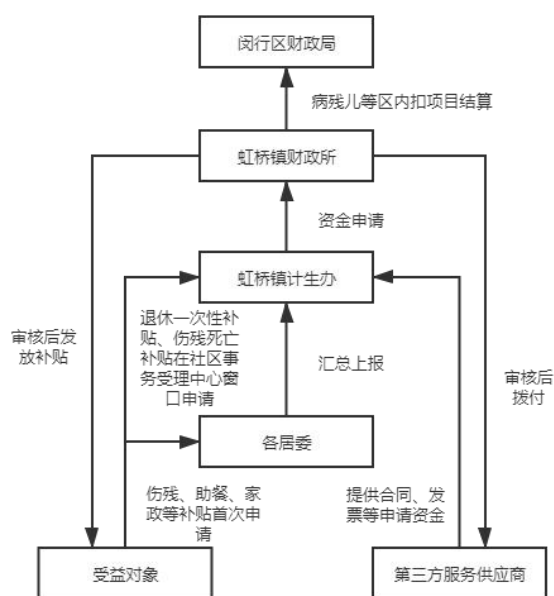 闵行区财政局
病残儿等区内扣项目结算
虹桥镇财政所
资金申请
虹桥镇计生办
审核后发
放补贴
退休一次性补
贴、伤残死亡
补贴在社区事
务受理中心窗
口申请
汇总上报
审核后
拨付
各居委
伤残、助餐、家
政等补贴首次申
请
提供合同、发
票等申请资金
受益对象
第三方服务供应商